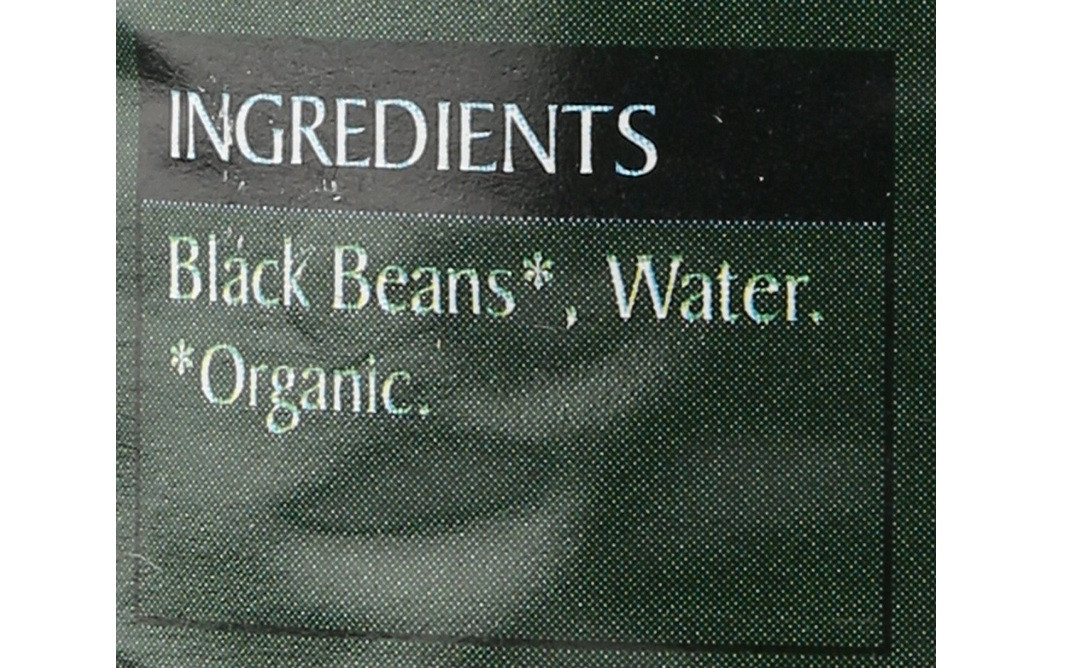 INGREDIENTS
Black Beans*, Water.
*Organic.